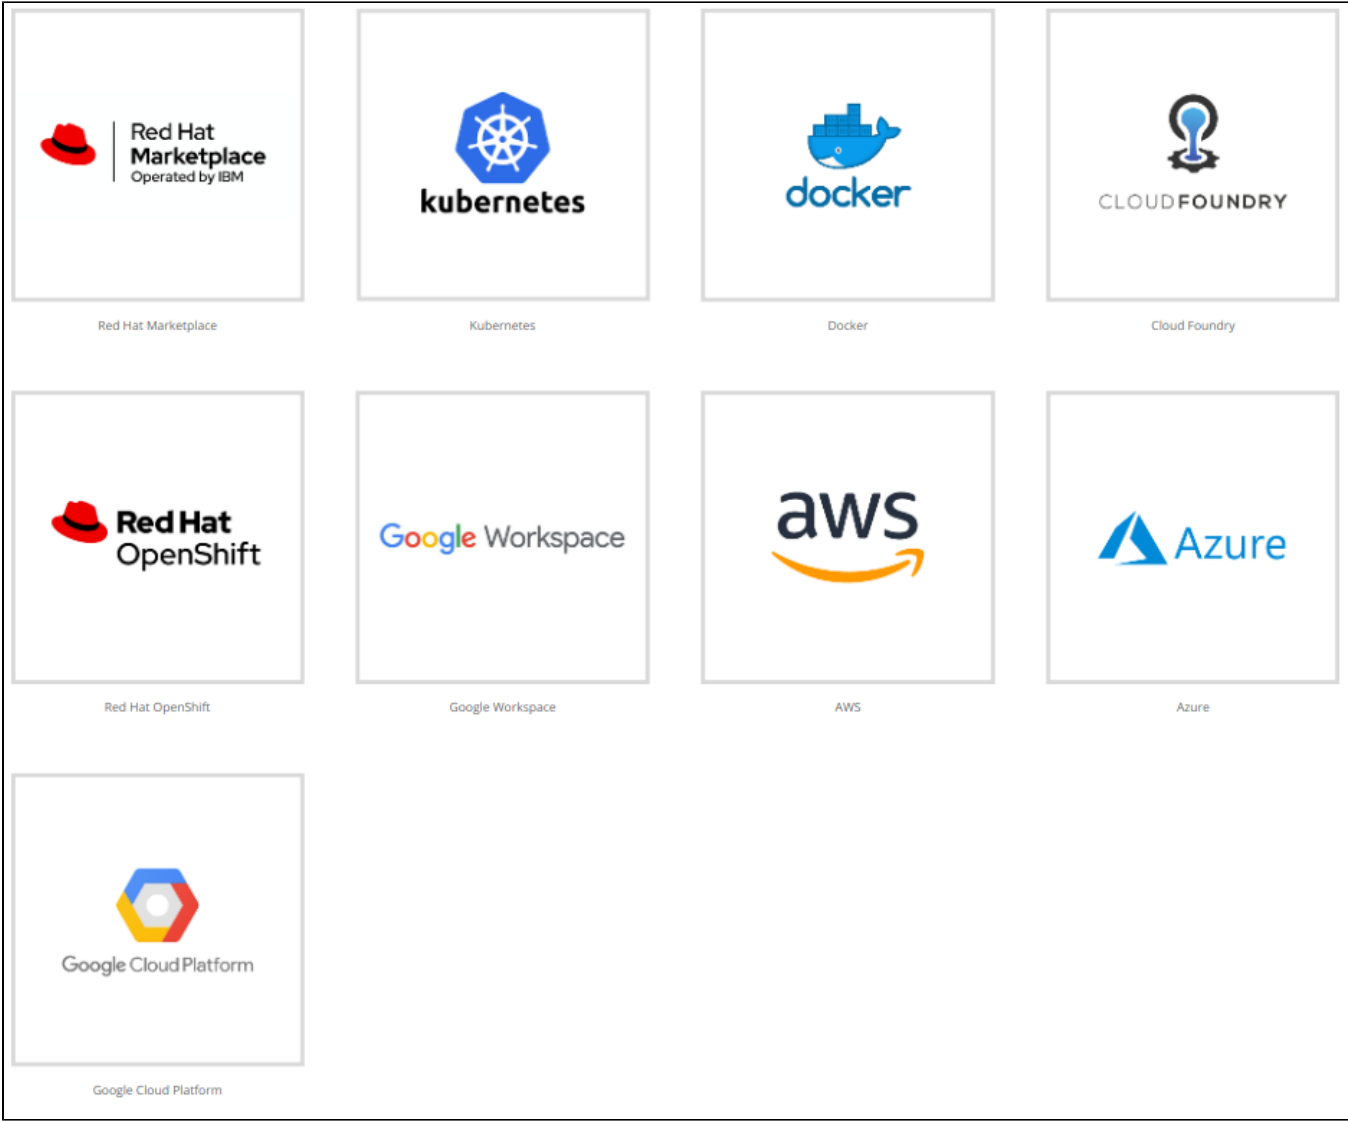 Red Hat
Marketplace
Operated by IBM
kubernetes
docker
CLOUDFOUNDRY
Red Hat Marketplace
Kubernetes
Docker
Cloud Foundry
Red Hat
OpenShift
Google Workspace
aws
Azure
Red Hat OpenShift
Google Workspace
AWS
Azure
Google Cloud Platform
Google Cloud Platform